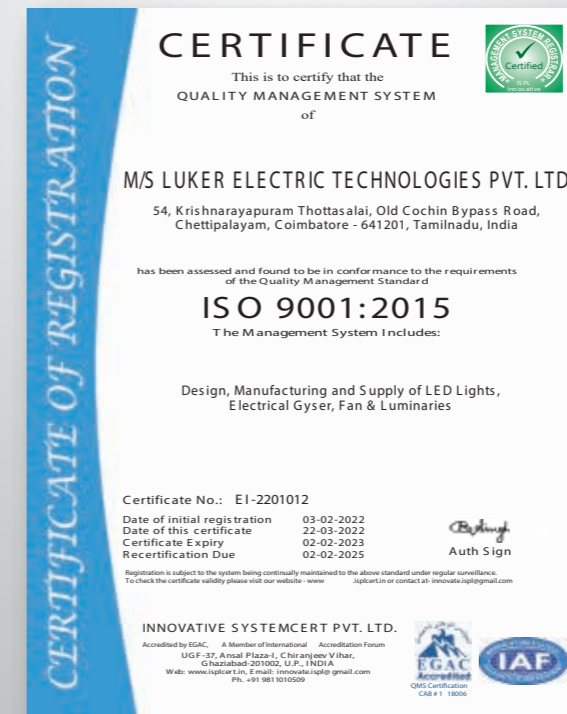 CERTIFICATE OF REGISTRATION
CERTIFICATE
This is to certify that the
QUALITY MANAGEMENT SYSTEM
of
MANAGEMENT SYSTEM REGISTRAR
Certified
ISPL
Innovative
M/S LUKER ELECTRIC TECHNOLOGIES PVT. LTD
54, Krishnarayapuram Thottasalai, Old Cochin Bypass Road,
Chettipalayam, Coimbatore - 641201, Tamilnadu, India
has been assessed and found to be in conformance to the requirements
of the Quality Management Standard
ISO 9001:2015
The Management System Includes:
Design, Manufacturing and Supply of LED Lights,
Electrical Gyser, Fan & Luminaries
Certificate No.: EI-2201012
Date of initial registration 03-02-2022
Date of this certificate 22-03-2022
Certificate Expiry 02-02-2023
Recertification Due 02-02-2025
Auth Sign
Registration is subject to the system being continually maintained to the above standard under regular surveillance.
To check the certificate validity please visit our website - www .isplcert.in or contact at- innovate.ispl@gmail.com
INNOVATIVE SYSTEMCERT PVT. LTD.
Accredited by EGAC, A Member of International Accreditation Forum
UGF-37, Ansal Plaza-I, Chiranjeev Vihar,
Ghaziabad-201002, U.P., INDIA
Web: www.isplcert.in, Email: innovate.ispl@gmail.com
Ph. +91 9811010509
EGAC
Accredited
QMS Certification
CAB # 1 18006
IAF